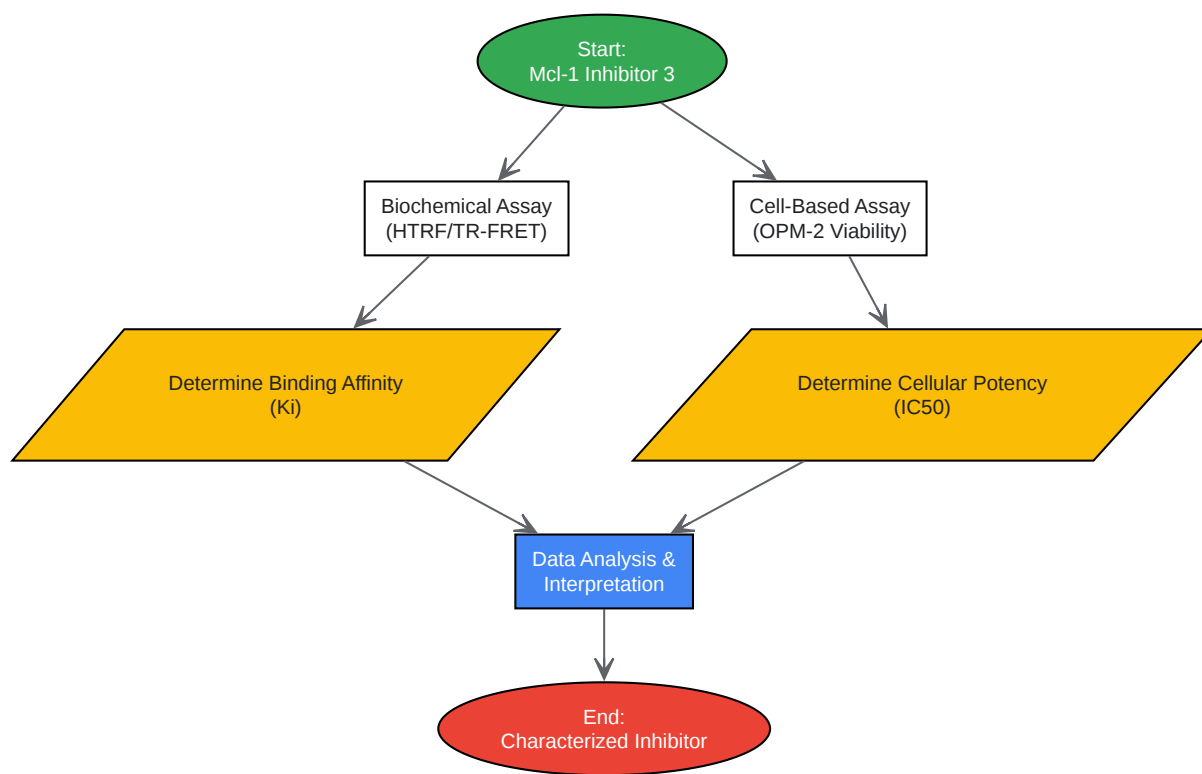 Start:
Mcl-1 Inhibitor 3
Biochemical Assay
(HTRF/TR-FRET)
Cell-Based Assay
(OPM-2 Viability)
Determine Binding Affinity
(Ki)
Determine Cellular Potency
(IC50)
Data Analysis &
Interpretation
End:
Characterized Inhibitor